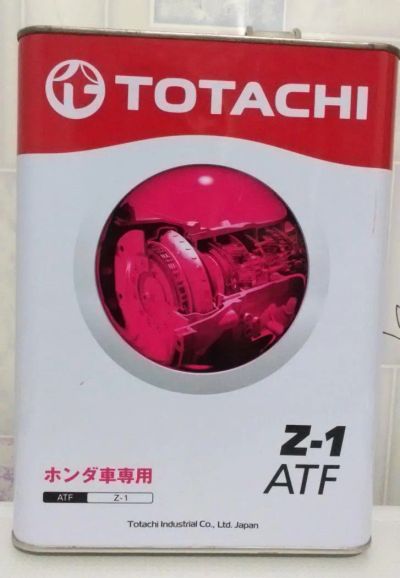 TOTACHI
Z-1
ATF
ホンダ車専用
ATF Z-1
Totachi Industrial Co., Ltd. Japan